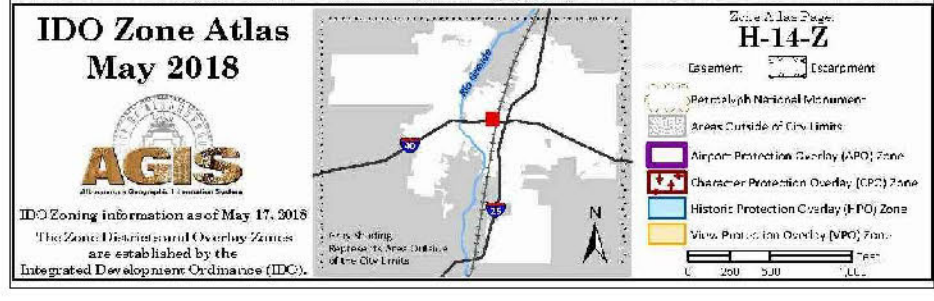 IDO Zone Atlas
May 2018
AGIS
Albuquerque Geographic Information System
IDO Zoning information as of May 17, 2018
The Zone Districts and Overlay Zones
are established by the
Integrated Development Ordinance (IDO).
Rio Grande
40
25
N
Gray Shading
Represents Area Outside
of the City Limits
Zone Atlas Page:
H-14-Z
Easement
Escarpment
Petroglyph National Monument
Areas Outside of City Limits
Airport Protection Overlay (APO) Zone
Character Protection Overlay (CPO) Zone
Historic Protection Overlay (HPO) Zone
View Protection Overlay (VPO) Zone
Feet
0 250 500 1,000